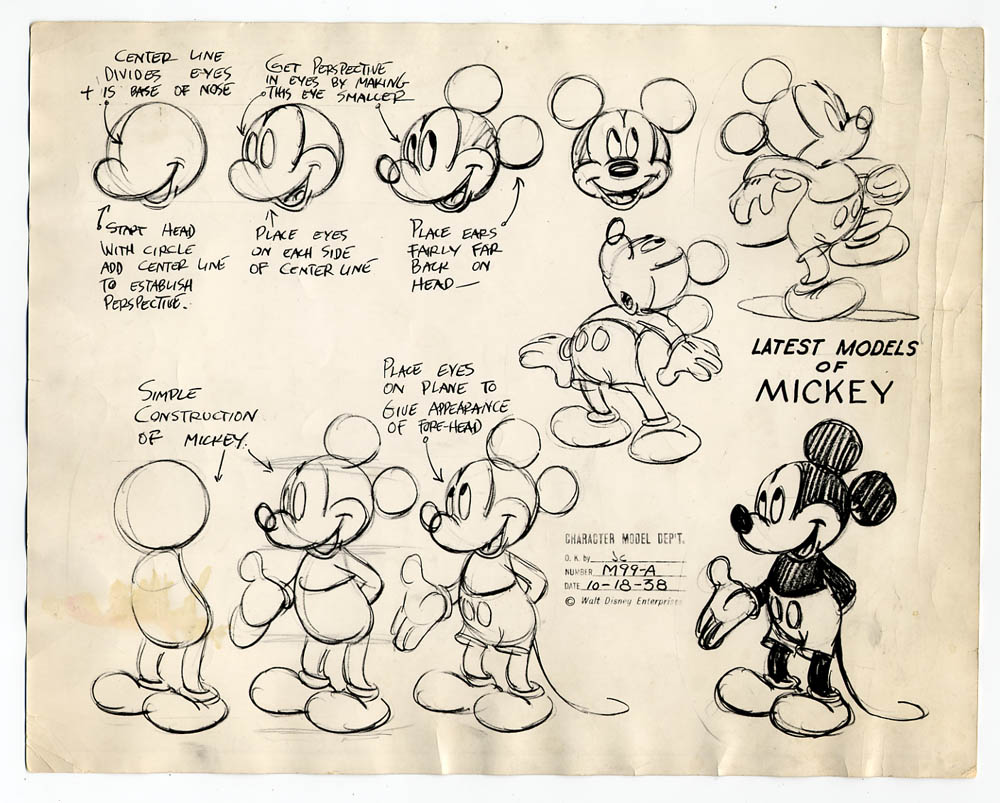 CENTER LINE
DIVIDES EYES
+ IS BASE OF NOSE
GET PERSPECTIVE
IN EYES BY MAKING
THIS EYE SMALLER
START HEAD
WITH CIRCLE
ADD CENTER LINE
TO ESTABLISH
PERSPECTIVE.
PLACE EYES
ON EACH SIDE
OF CENTER LINE
PLACE EARS
FAIRLY FAR
BACK ON
HEAD—
LATEST MODELS
OF
MICKEY
SIMPLE
CONSTRUCTION
OF MICKEY.
PLACE EYES
ON PLANE TO
GIVE APPEARANCE
OF FORE-HEAD
CHARACTER MODEL DEP'T.
O. K. by
NUMBER M99-A
DATE 10-18-38
© Walt Disney Enterprises